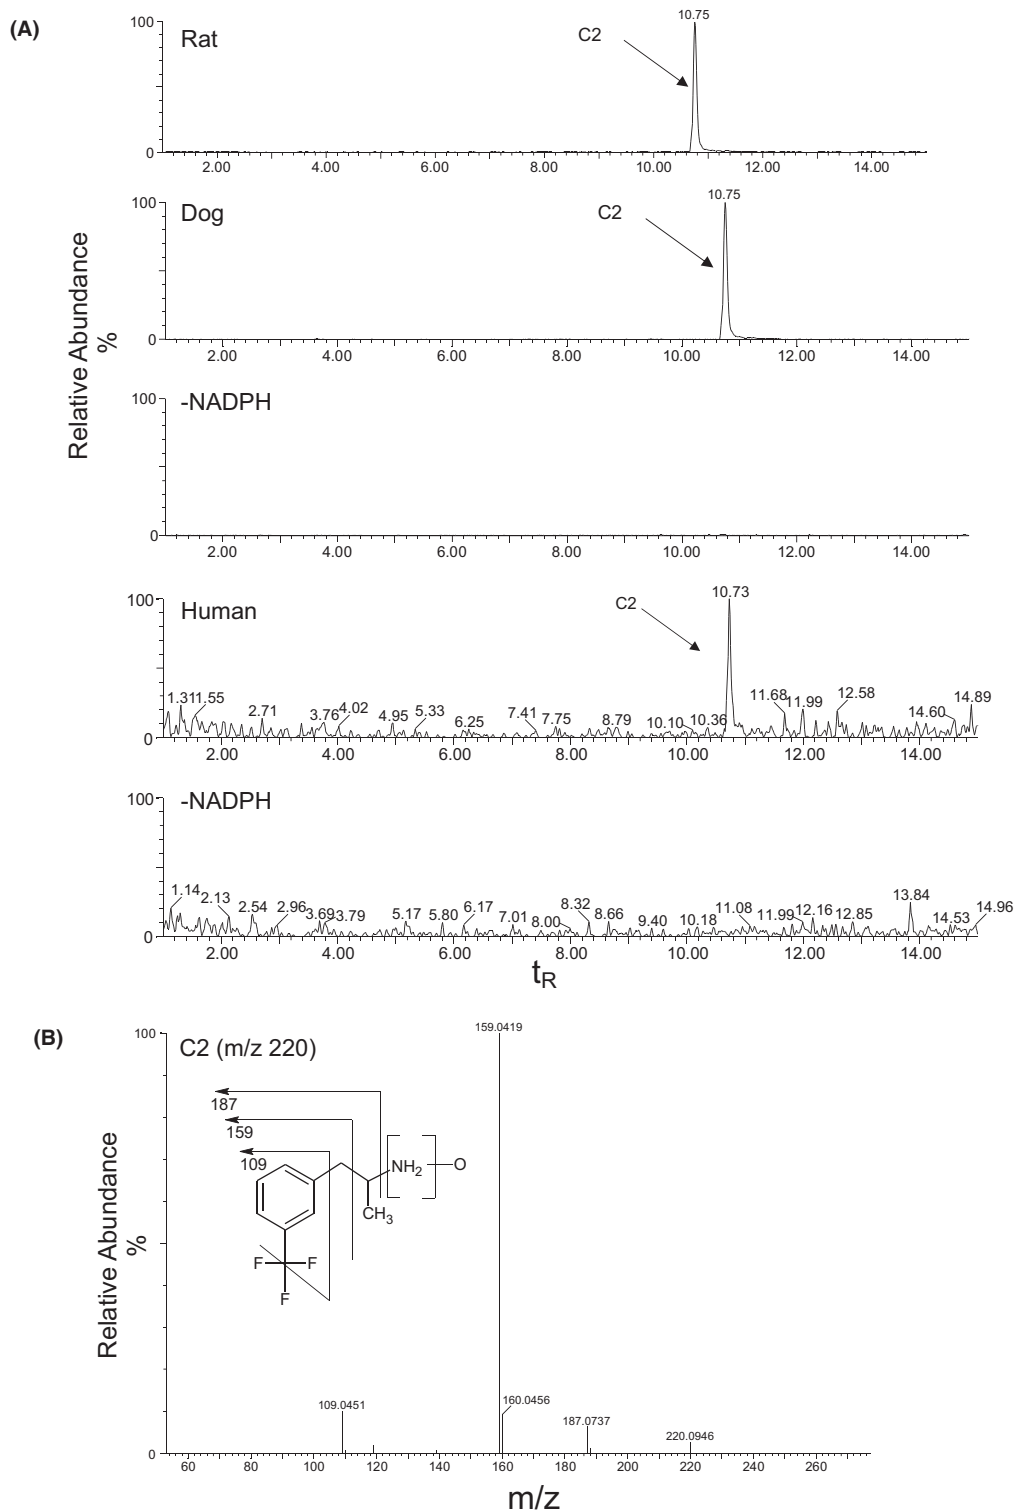 (A)
Relative Abundance
%
Rat
C2
10.75
100
0
2.00 4.00 6.00 8.00 10.00 12.00 14.00
Dog
C2
10.75
100
0
2.00 4.00 6.00 8.00 10.00 12.00 14.00
-NADPH
100
0
2.00 4.00 6.00 8.00 10.00 12.00 14.00
Human
C2
10.73
100
1.31 1.55 2.71 3.76 4.02 4.95 5.33 6.25 7.41 7.75 8.79 10.10 10.36 11.68 11.99 12.58 14.60 14.89
0
2.00 4.00 6.00 8.00 10.00 12.00 14.00
-NADPH
100
1.14 2.13 2.54 2.96 3.69 3.79 5.17 5.80 6.17 7.01 8.00 8.32 8.66 9.40 10.18 11.08 11.99 12.16 12.85 13.84 14.53 14.96
0
2.00 4.00 6.00 8.00 10.00 12.00 14.00
tR
(B)
Relative Abundance
%
C2 (m/z 220)
100
159.0419
187
159
109
NH2 O
CH3
F F
F
109.0451
160.0456
187.0737
220.0946
0
60 80 100 120 140 160 180 200 220 240 260
m/z